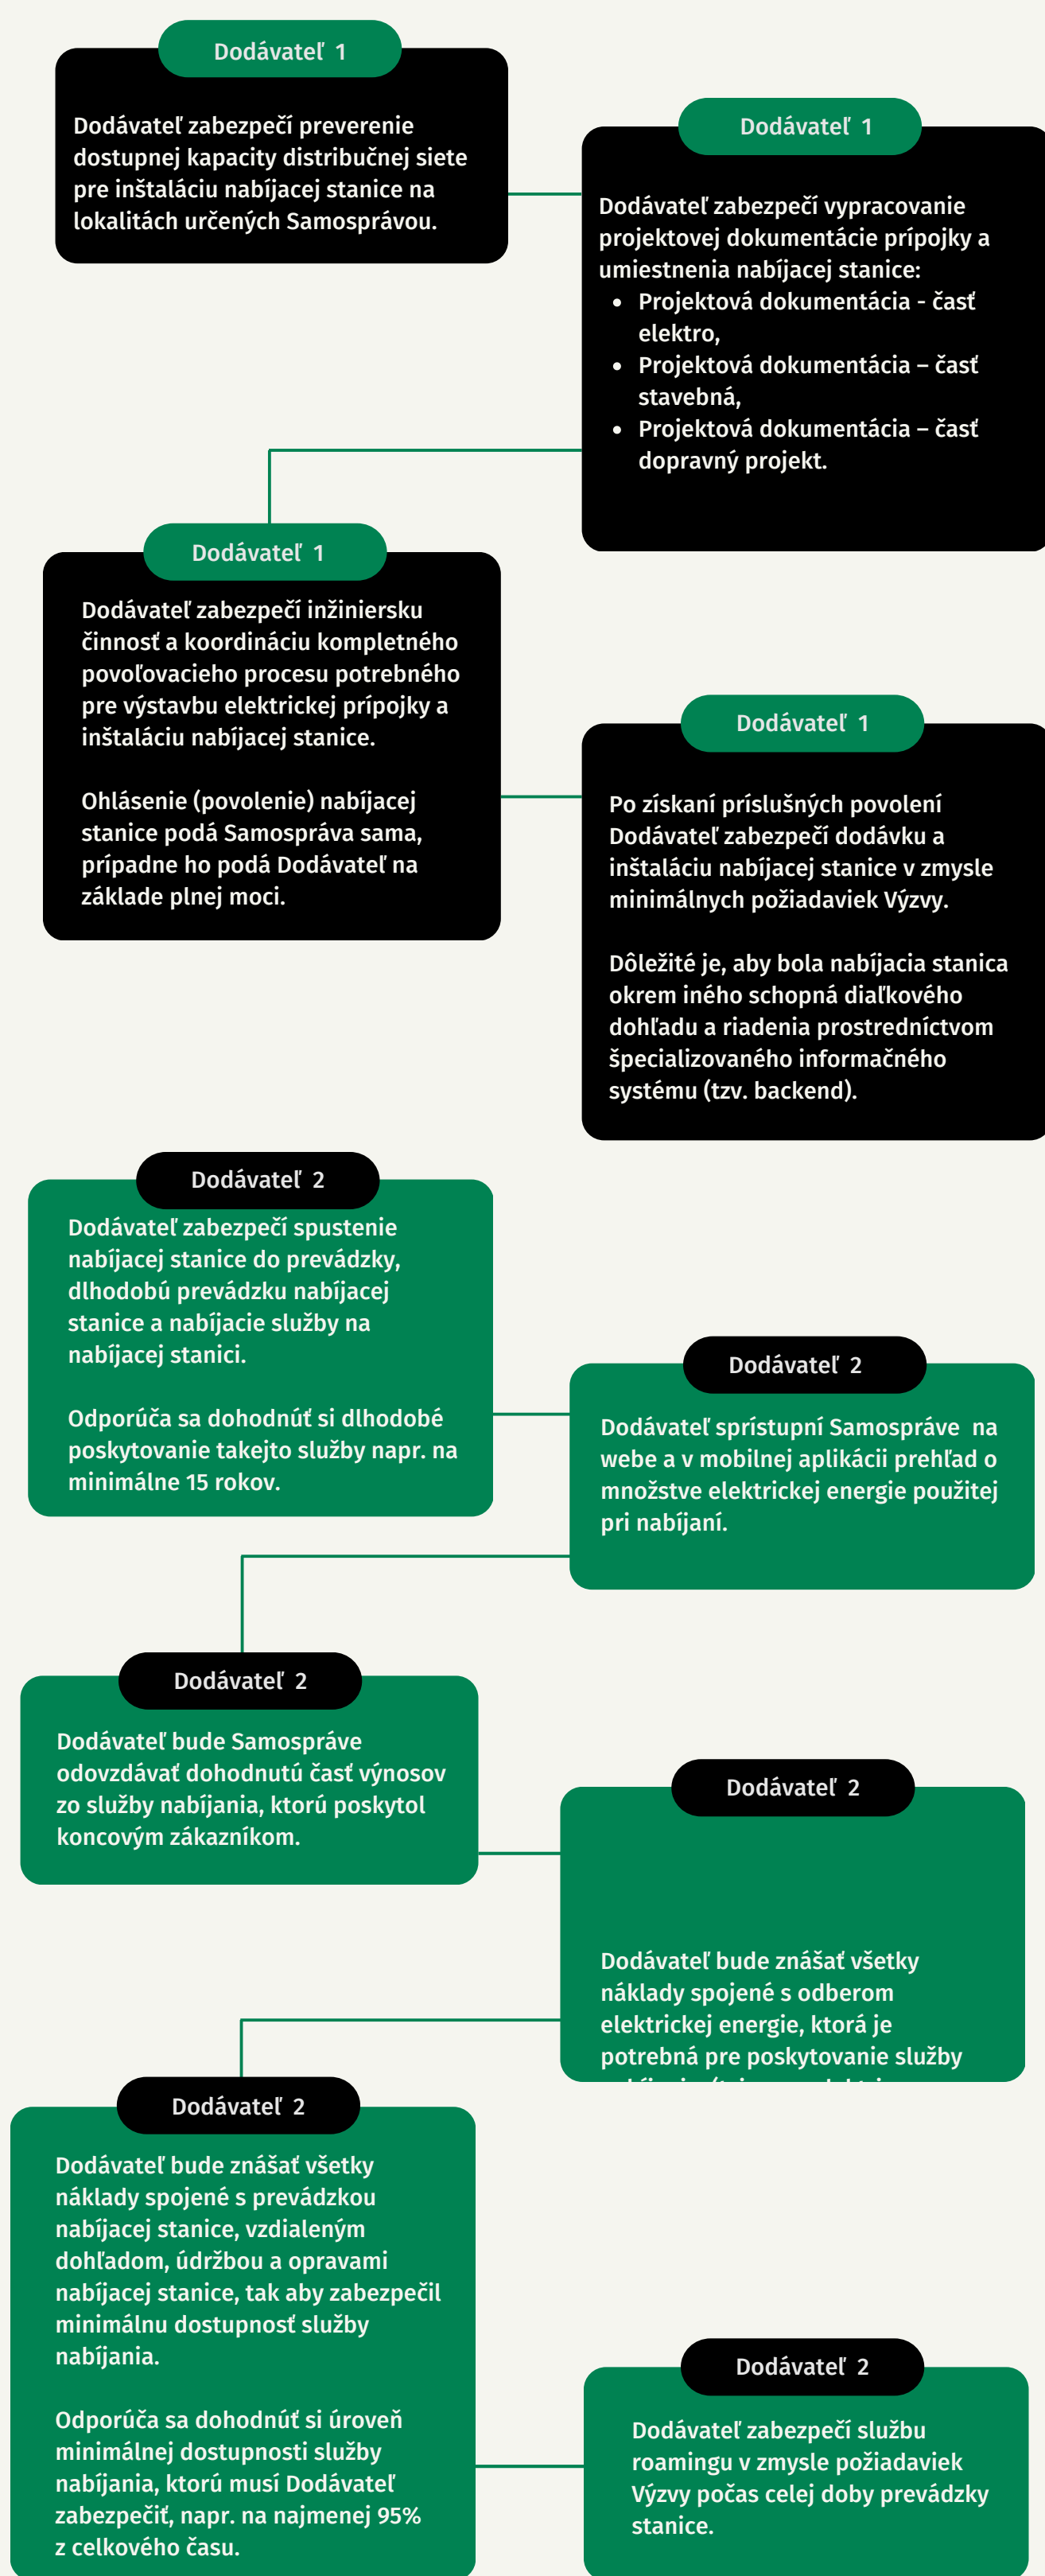 Dodávateľ 1
Dodávateľ zabezpečí preverenie
dostupnej kapacity distribučnej siete
pre inštaláciu nabíjacej stanice na
lokalitách určených Samosprávou.
Dodávateľ 1
Dodávateľ zabezpečí vypracovanie
projektovej dokumentácie prípojky a
umiestnenia nabíjacej stanice:
• Projektová dokumentácia - časť
elektro,
• Projektová dokumentácia – časť
stavebná,
• Projektová dokumentácia – časť
dopravný projekt.
Dodávateľ 1
Dodávateľ zabezpečí inžiniersku
činnosť a koordináciu kompletného
povoľovacieho procesu potrebného
pre výstavbu elektrickej prípojky a
inštaláciu nabíjacej stanice.
Ohlásenie (povolenie) nabíjacej
stanice podá Samospráva sama,
prípadne ho podá Dodávateľ na
základe plnej moci.
Dodávateľ 1
Po získaní príslušných povolení
Dodávateľ zabezpečí dodávku a
inštaláciu nabíjacej stanice v zmysle
minimálnych požiadaviek Výzvy.
Dôležité je, aby bola nabíjacia stanica
okrem iného schopná diaľkového
dohľadu a riadenia prostredníctvom
špecializovaného informačného
systému (tzv. backend).
Dodávateľ 2
Dodávateľ zabezpečí spustenie
nabíjacej stanice do prevádzky,
dlhodobú prevádzku nabíjacej
stanice a nabíjacie služby na
nabíjacej stanici.
Odporúča sa dohodnúť si dlhodobé
poskytovanie takejto služby napr. na
minimálne 15 rokov.
Dodávateľ 2
Dodávateľ sprístupní Samospráve na
webe a v mobilnej aplikácii prehľad o
množstve elektrickej energie použitej
pri nabíjaní.
Dodávateľ 2
Dodávateľ bude Samospráve
odovzdávať dohodnutú časť výnosov
zo služby nabíjania, ktorú poskytol
koncovým zákazníkom.
Dodávateľ 2
Dodávateľ bude znášať všetky
náklady spojené s odberom
elektrickej energie, ktorá je
potrebná pre poskytovanie služby
Dodávateľ 2
Dodávateľ bude znášať všetky
náklady spojené s prevádzkou
nabíjacej stanice, vzdialeným
dohľadom, údržbou a opravami
nabíjacej stanice, tak aby zabezpečil
minimálnu dostupnosť služby
nabíjania.
Odporúča sa dohodnúť si úroveň
minimálnej dostupnosti služby
nabíjania, ktorú musí Dodávateľ
zabezpečiť, napr. na najmenej 95%
z celkového času.
Dodávateľ 2
Dodávateľ zabezpečí službu
roamingu v zmysle požiadaviek
Výzvy počas celej doby prevádzky
stanice.